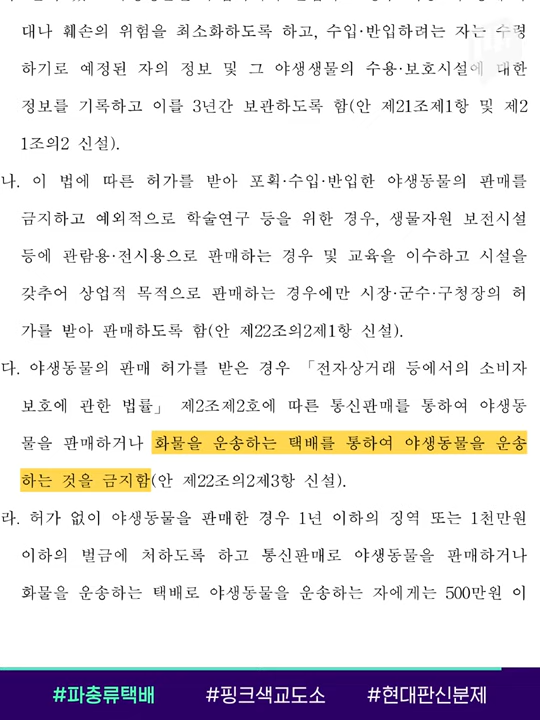 대나 훼손의 위험을 최소화하도록 하고, 수입·반입하려는 자는 수령
하기로 예정된 자의 정보 및 그 야생생물의 수용·보호시설에 대한
정보를 기록하고 이를 3년간 보관하도록 함(안 제21조제1항 및 제2
1조의2 신설).
나. 이 법에 따른 허가를 받아 포획·수입·반입한 야생동물의 판매를
금지하고 예외적으로 학술연구 등을 위한 경우, 생물자원 보전시설
등에 관람용·전시용으로 판매하는 경우 및 교육을 이수하고 시설을
갖추어 상업적 목적으로 판매하는 경우에만 시장·군수·구청장의 허
가를 받아 판매하도록 함(안 제22조의2제1항 신설).
다. 야생동물의 판매 허가를 받은 경우 「전자상거래 등에서의 소비자
보호에 관한 법률」 제2조제2호에 따른 통신판매를 통하여 야생동
물을 판매하거나 화물을 운송하는 택배를 통하여 야생동물을 운송
하는 것을 금지함(안 제22조의2제3항 신설).
라. 허가 없이 야생동물을 판매한 경우 1년 이하의 징역 또는 1천만원
이하의 벌금에 처하도록 하고 통신판매로 야생동물을 판매하거나
화물을 운송하는 택배로 야생동물을 운송하는 자에게는 500만원 이
#파충류택배 #핑크색교도소 #현대판신분제